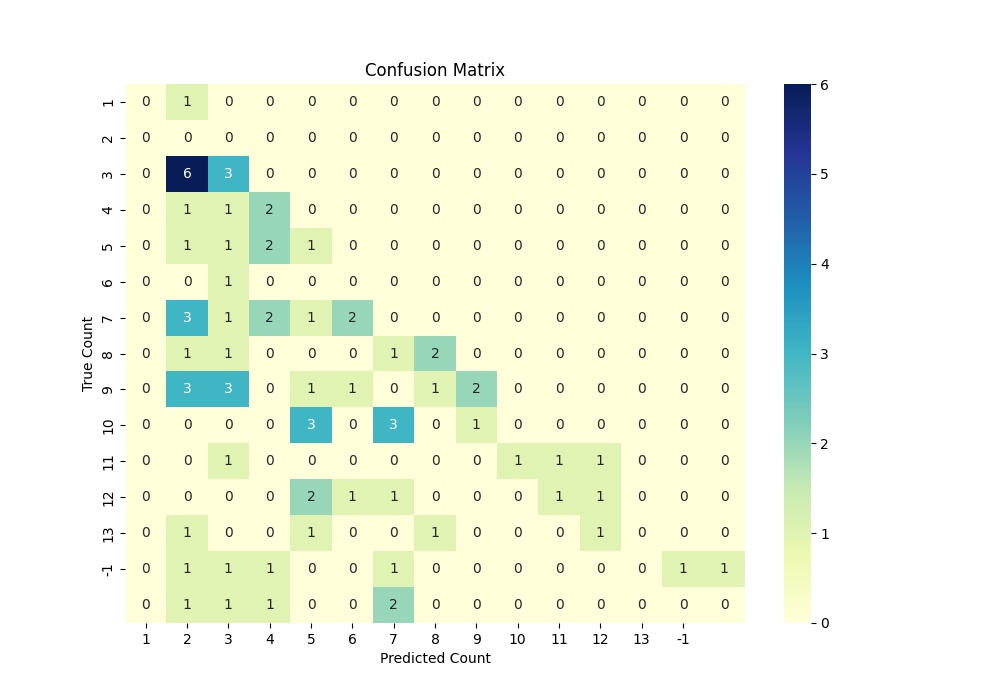 Confusion Matrix
1 0 1 0 0 0 0 0 0 0 0 0 0 0 0 0
2 0 0 0 0 0 0 0 0 0 0 0 0 0 0 0
3 0 6 3 0 0 0 0 0 0 0 0 0 0 0 0
4 0 1 1 2 0 0 0 0 0 0 0 0 0 0 0
5 0 1 1 2 1 0 0 0 0 0 0 0 0 0 0
6 0 0 1 0 0 0 0 0 0 0 0 0 0 0 0
7 0 3 1 2 1 2 0 0 0 0 0 0 0 0 0
8 0 1 1 0 0 0 1 2 0 0 0 0 0 0 0
9 0 3 3 0 1 1 0 1 2 0 0 0 0 0 0
10 0 0 0 0 3 0 3 0 1 0 0 0 0 0 0
11 0 0 1 0 0 0 0 0 0 1 1 1 0 0 0
12 0 0 0 0 2 1 1 0 0 0 1 1 0 0 0
13 0 1 0 0 1 0 0 1 0 0 0 1 0 0 0
-1 0 1 1 1 0 0 1 0 0 0 0 0 0 1 1
0 1 1 1 0 0 2 0 0 0 0 0 0 0 0
1 2 3 4 5 6 7 8 9 10 11 12 13 -1
Predicted Count
True Count
6
5
4
3
2
1
0